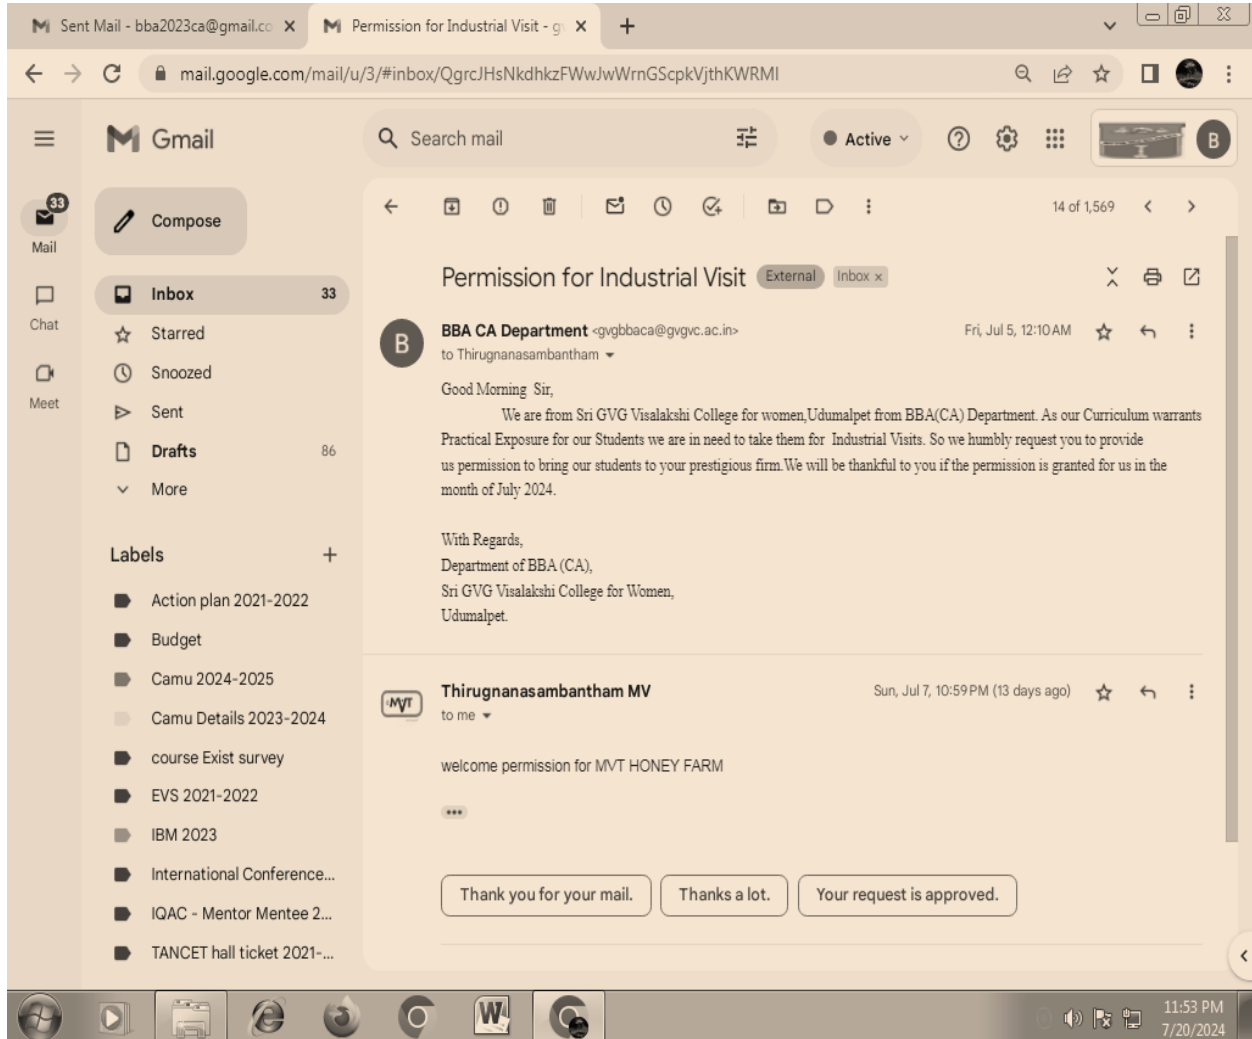 Sent Mail - bba2023ca@gmail.co
Permission for Industrial Visit - g
mail.google.com/mail/u/3/#inbox/QgrcJHsNkdhkzFWwJwWrnGScpkVjthKWRMl
Gmail
Search mail
Active
B
33
Mail
Chat
Meet
Compose
Inbox 33
Starred
Snoozed
Sent
Drafts 86
More
Labels
Action plan 2021-2022
Budget
Camu 2024-2025
Camu Details 2023-2024
course Exist survey
EVS 2021-2022
IBM 2023
International Conference...
IQAC - Mentor Mentee 2...
TANCET hall ticket 2021-...
14 of 1,569
Permission for Industrial Visit External Inbox x
B
BBA CA Department <gvgbbaca@gvgvc.ac.in> Fri, Jul 5, 12:10 AM
to Thirugnanasambantham
Good Morning Sir,
We are from Sri GVG Visalakshi College for women,Udumalpet from BBA(CA) Department. As our Curriculum warrants
Practical Exposure for our Students we are in need to take them for Industrial Visits. So we humbly request you to provide
us permission to bring our students to your prestigious firm.We will be thankful to you if the permission is granted for us in the
month of July 2024.
With Regards,
Department of BBA (CA),
Sri GVG Visalakshi College for Women,
Udumalpet.
MVT
Thirugnanasambantham MV Sun, Jul 7, 10:59 PM (13 days ago)
to me
welcome permission for MVT HONEY FARM
Thank you for your mail.
Thanks a lot.
Your request is approved.
11:53 PM
7/20/2024